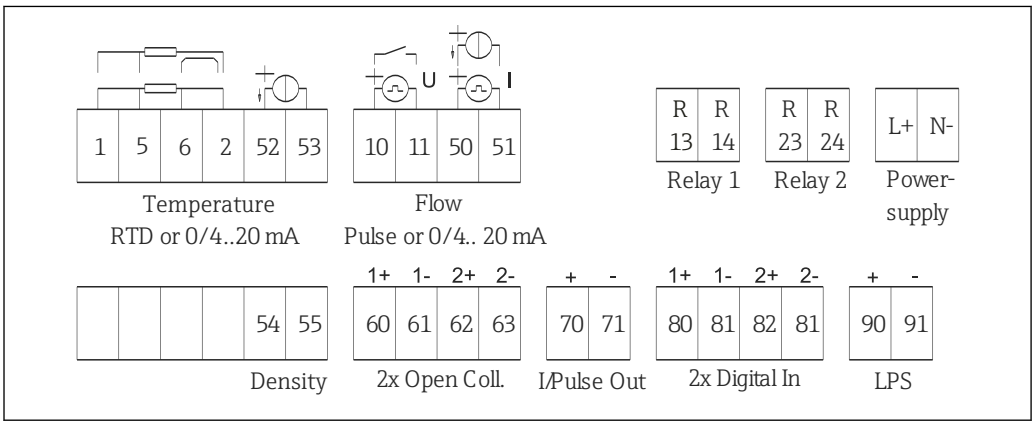 U I
1 5 6 2 52 53
10 11 50 51
R 13 R 14
R 23 R 24
L+ N-
Temperature
RTD or 0/4..20 mA
Flow
Pulse or 0/4.. 20 mA
Relay 1
Relay 2
Power-
supply
54 55
Density
1+ 1- 2+ 2-
60 61 62 63
2x Open Coll.
+ -
70 71
I/Pulse Out
1+ 1- 2+ 2-
80 81 82 81
2x Digital In
+ -
90 91
LPS